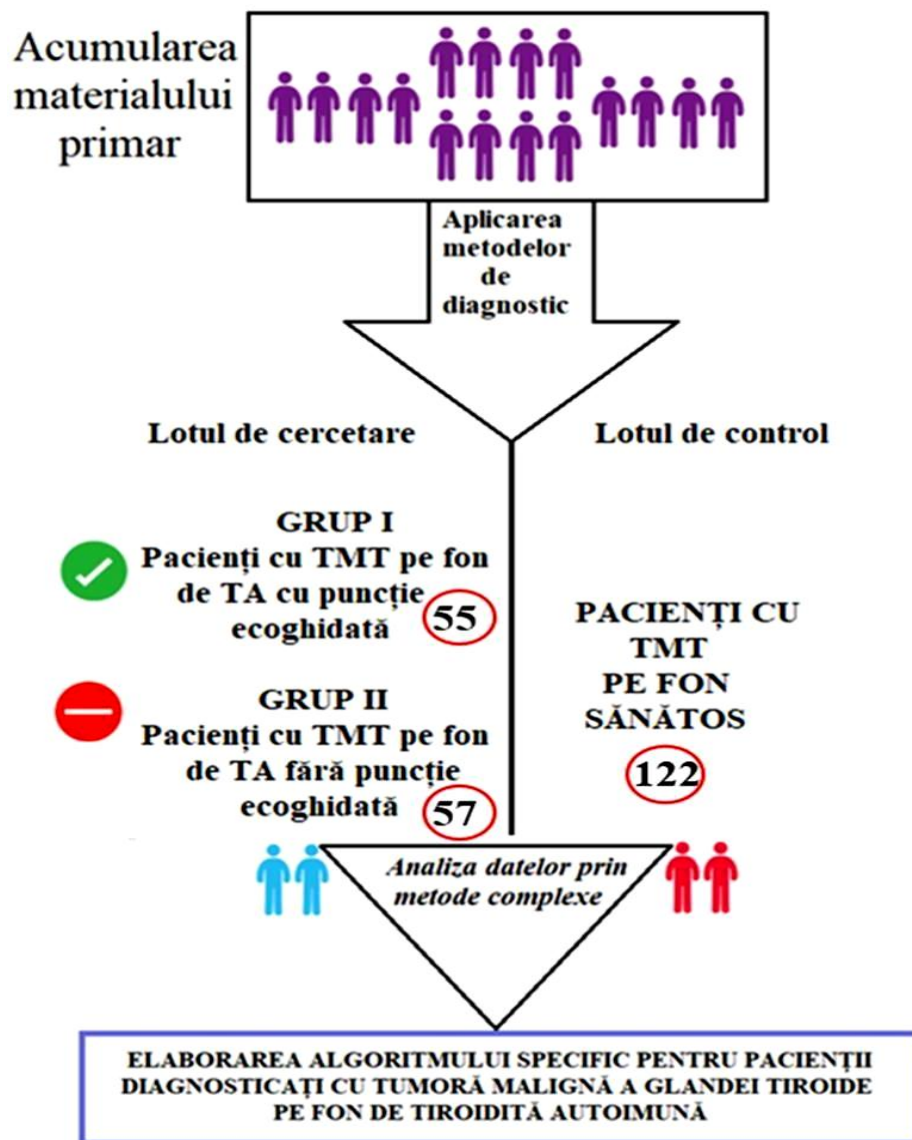 Acumularea
materialului
primar
Aplicarea
metodelor
de
diagnostic
Lotul de cercetare
Lotul de control
GRUP I
Pacienți cu TMT pe fon
de TA cu puncție
ecoghidată
55
GRUP II
Pacienți cu TMT pe fon
de TA fără puncție
ecoghidată
57
PACIENȚI CU
TMT
PE FON
SĂNĂTOS
122
Analiza datelor prin
metode complexe
ELABORAREA ALGORITMULUI SPECIFIC PENTRU PACIENȚII
DIAGNOSTICAȚI CU TUMORĂ MALIGNĂ A GLANDEI TIROIDE
PE FON DE TIROIDITĂ AUTOIMUNĂ